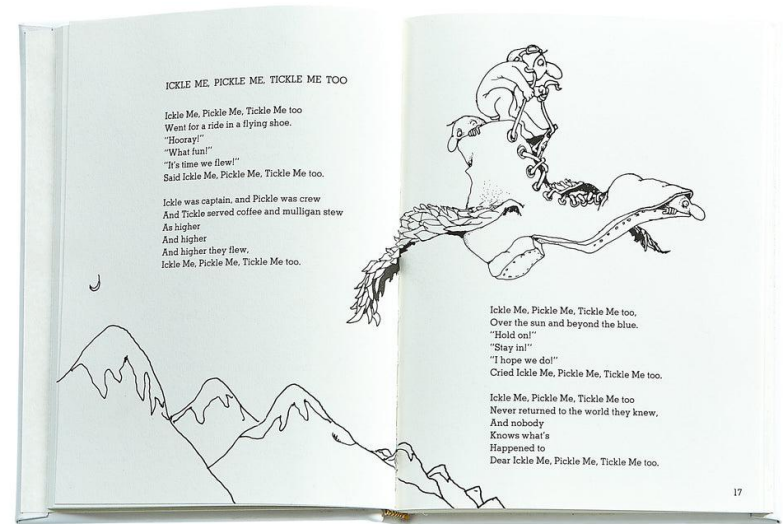 ICKLE ME, PICKLE ME, TICKLE ME TOO
Ickle Me, Pickle Me, Tickle Me too
Went for a ride in a flying shoe.
"Hooray!"
"What fun!"
"It's time we flew!"
Said Ickle Me, Pickle Me, Tickle Me too.
Ickle was captain, and Pickle was crew
And Tickle served coffee and mulligan stew
As higher
And higher
And higher they flew,
Ickle Me, Pickle Me, Tickle Me too.
Ickle Me, Pickle Me, Tickle Me too,
Over the sun and beyond the blue.
"Hold on!"
"Stay in!"
"I hope we do!"
Cried Ickle Me, Pickle Me, Tickle Me too.
Ickle Me, Pickle Me, Tickle Me too
Never returned to the world they knew,
And nobody
Knows what's
Happened to
Dear Ickle Me, Pickle Me, Tickle Me too.
17